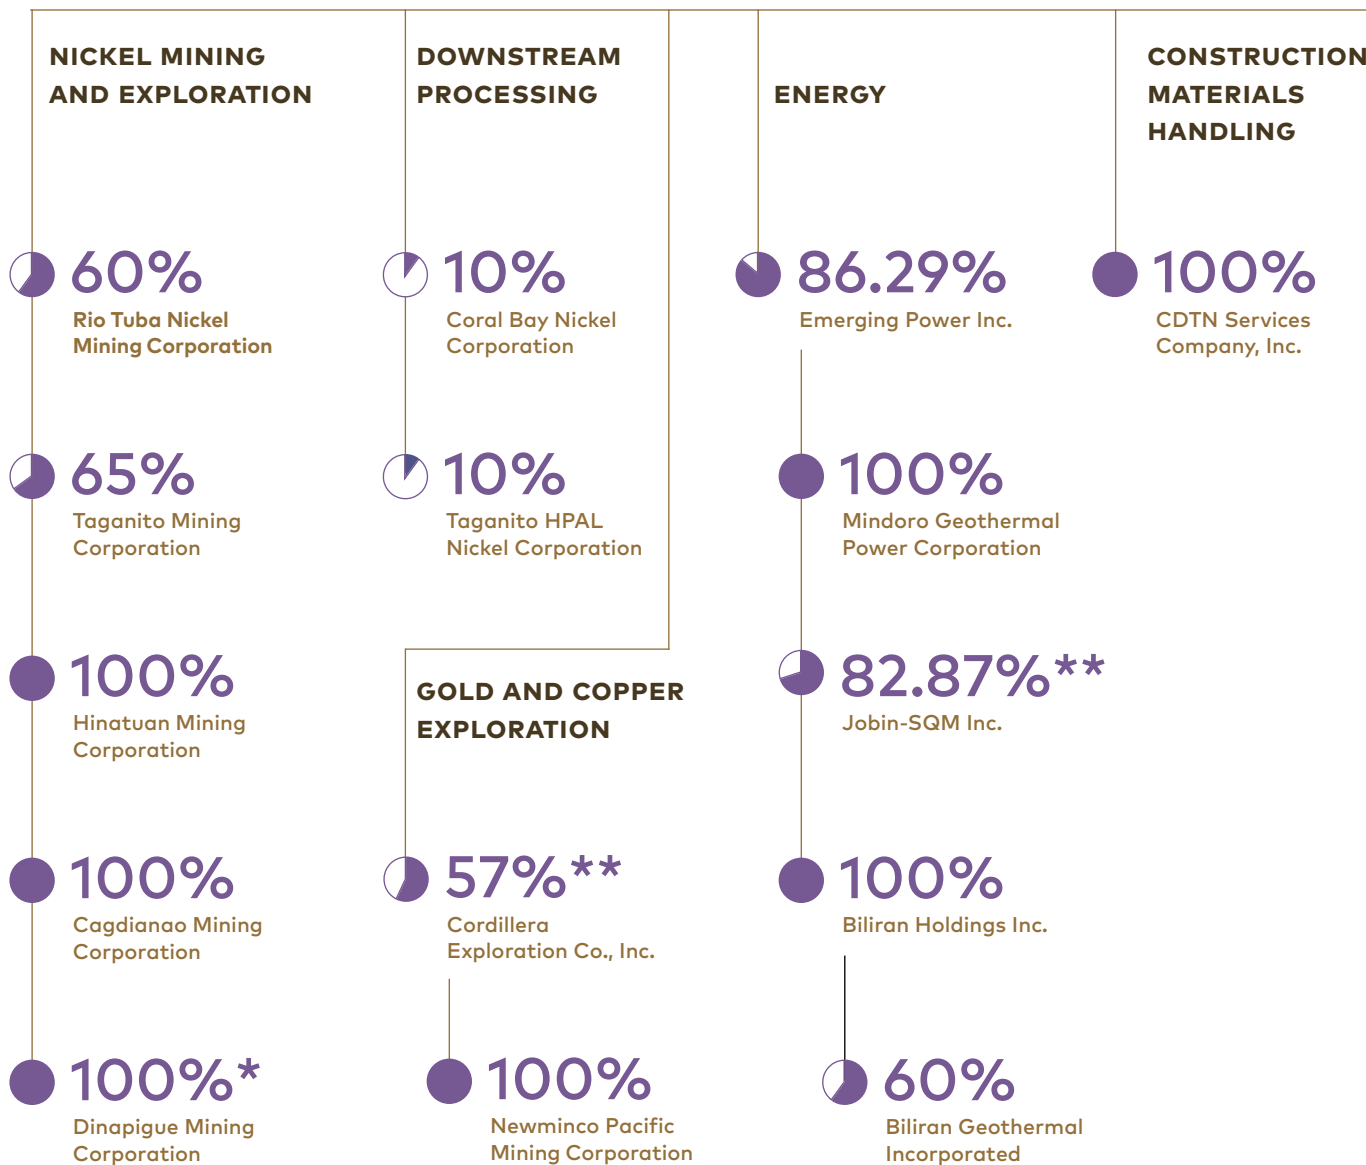 NICKEL MINING
AND EXPLORATION
60%
Rio Tuba Nickel
Mining Corporation
65%
Taganito Mining
Corporation
100%
Hinatuan Mining
Corporation
100%
Cagdianao Mining
Corporation
100%*
Dinapigue Mining
Corporation
DOWNSTREAM
PROCESSING
10%
Coral Bay Nickel
Corporation
10%
Taganito HPAL
Nickel Corporation
GOLD AND COPPER
EXPLORATION
57%**
Cordillera
Exploration Co., Inc.
100%
Newminco Pacific
Mining Corporation
ENERGY
86.29%
Emerging Power Inc.
100%
Mindoro Geothermal
Power Corporation
82.87%**
Jobin-SQM Inc.
100%
Biliran Holdings Inc.
60%
Biliran Geothermal
Incorporated
CONSTRUCTION
MATERIALS
HANDLING
100%
CDTN Services
Company, Inc.